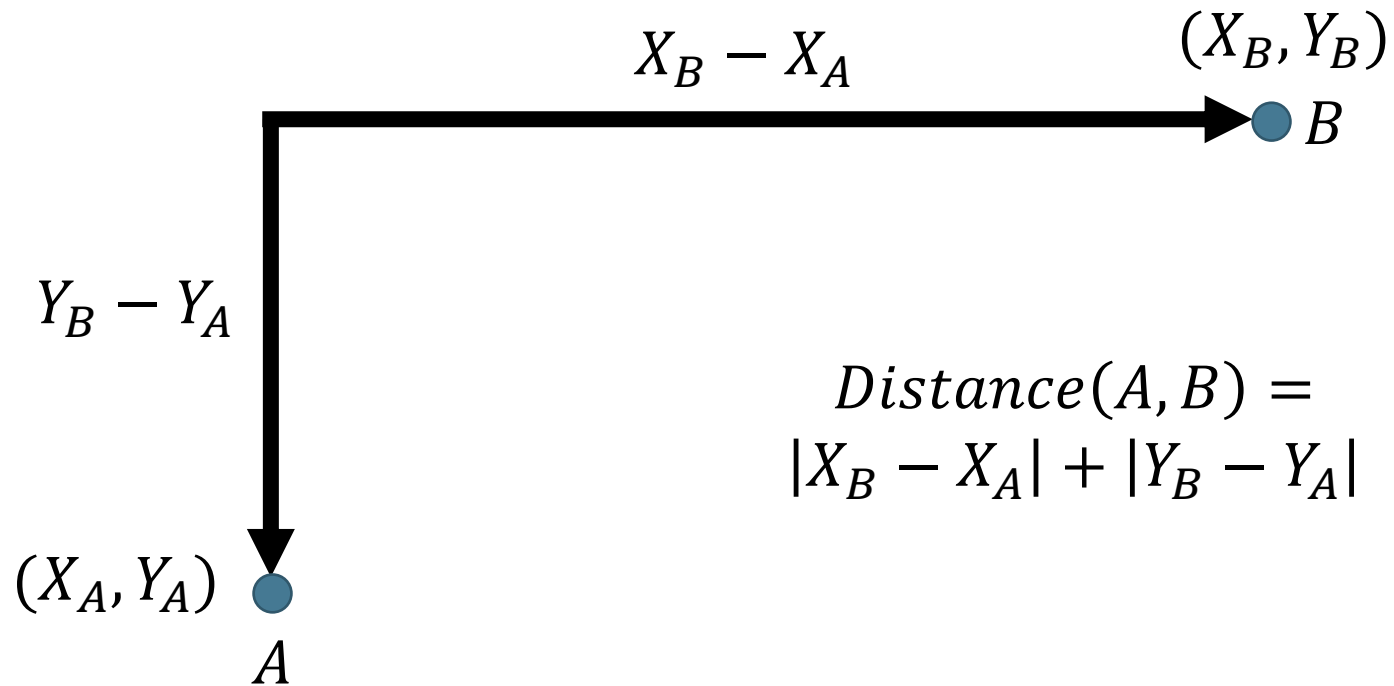 X_B − X_A
(X_B, Y_B)
B
Y_B − Y_A
Distance(A, B) =
|X_B − X_A| + |Y_B − Y_A|
(X_A, Y_A)
A